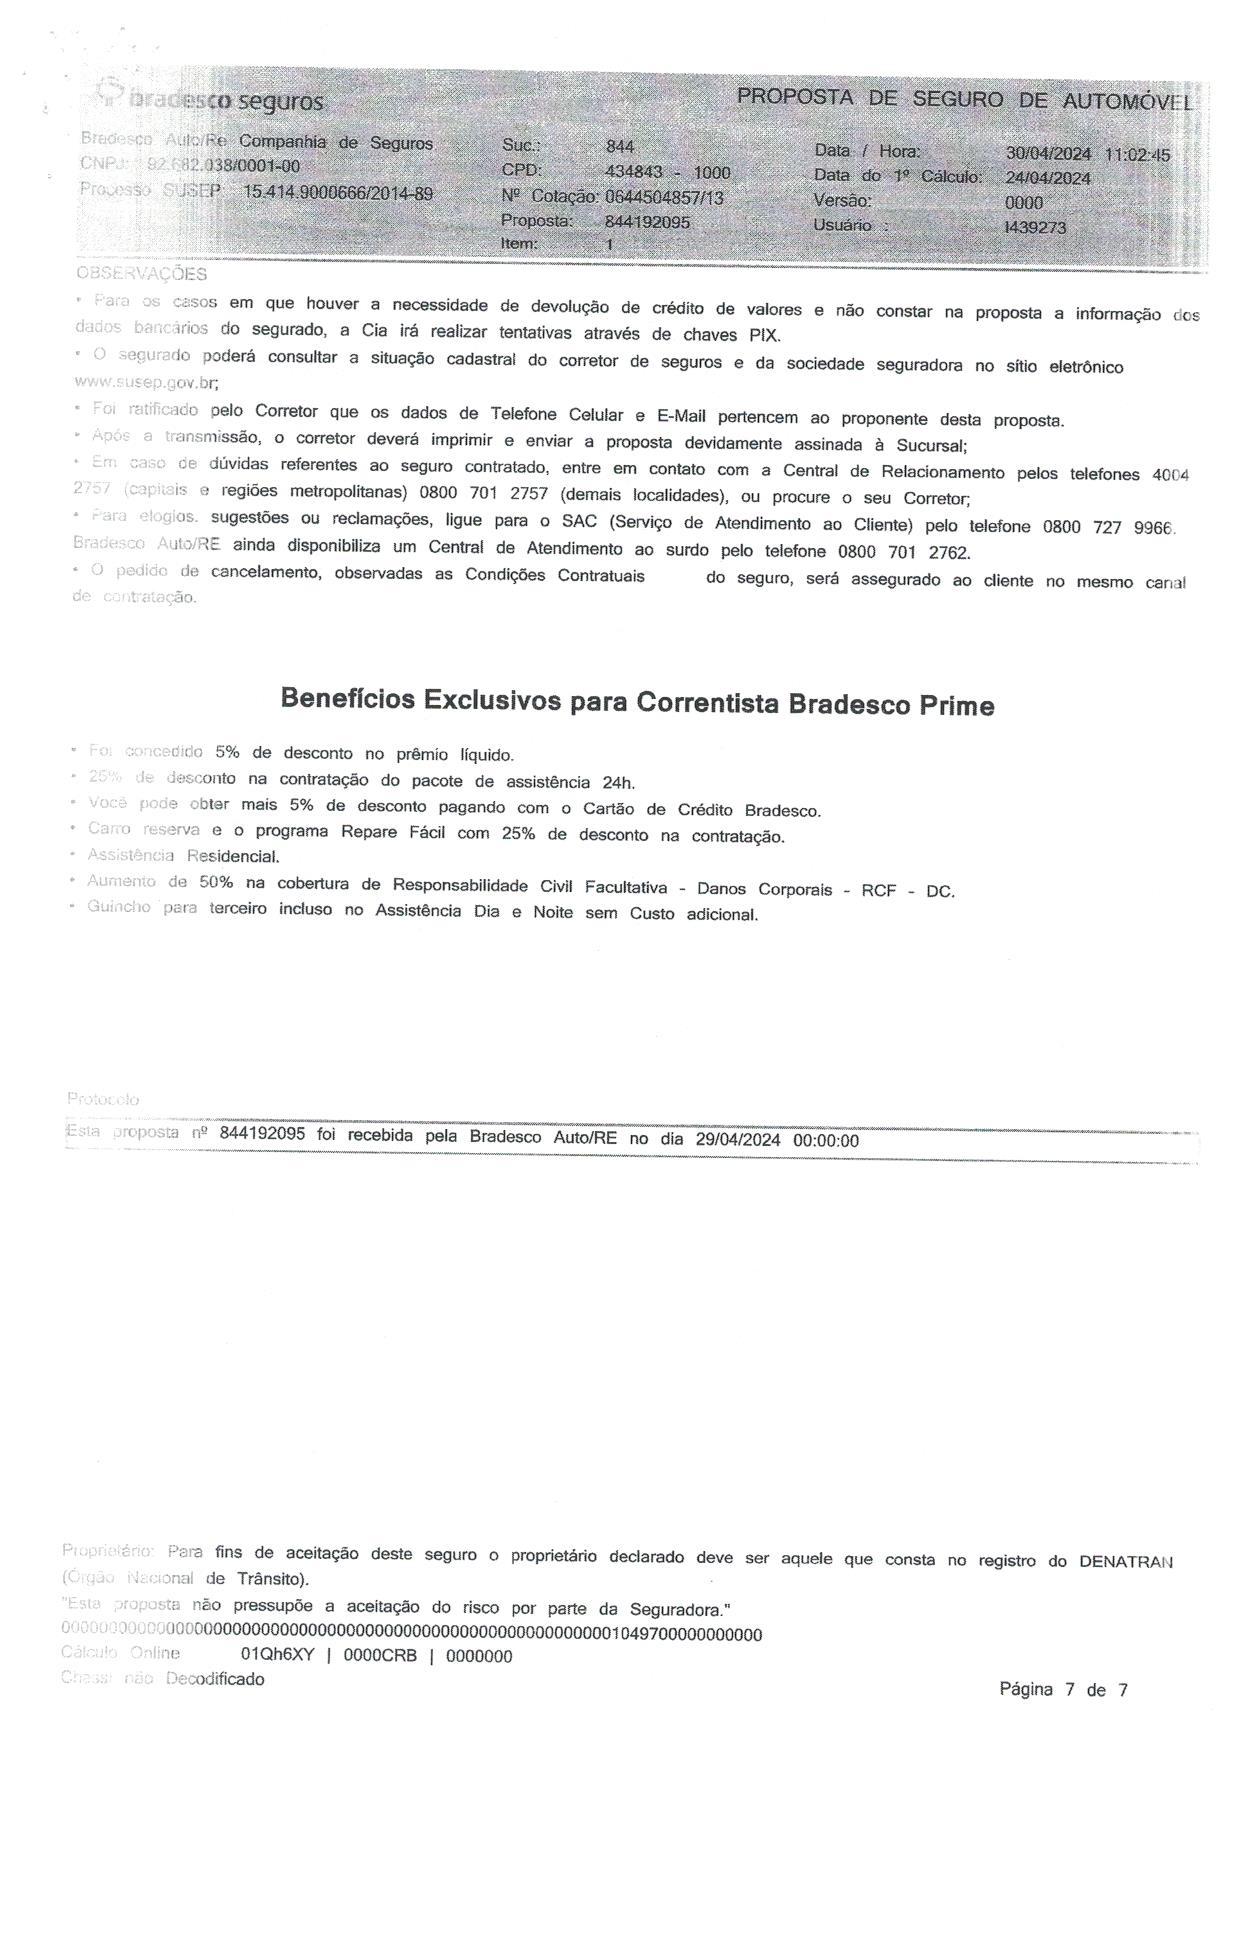 bradesco seguros
PROPOSTA DE SEGURO DE AUTOMÓVEL
Bradesco Auto/Re Companhia de Seguros
CNPJ: 92.682.038/0001-00
Processo SUSEP 15.414.9000666/2014-89
Suc.: 844
CPD: 434843 - 1000
Nº Cotação: 0644504857/13
Proposta: 844192095
Item: 1
Data / Hora: 30/04/2024 11:02:45
Data do 1º Cálculo: 24/04/2024
Versão: 0000
Usuário : I439273
OBSERVAÇÕES
• Para os casos em que houver a necessidade de devolução de crédito de valores e não constar na proposta a informação dos
dados bancários do segurado, a Cia irá realizar tentativas através de chaves PIX.
• O segurado poderá consultar a situação cadastral do corretor de seguros e da sociedade seguradora no sítio eletrônico
www.susep.gov.br;
• Foi ratificado pelo Corretor que os dados de Telefone Celular e E-Mail pertencem ao proponente desta proposta.
• Após a transmissão, o corretor deverá imprimir e enviar a proposta devidamente assinada à Sucursal;
• Em caso de dúvidas referentes ao seguro contratado, entre em contato com a Central de Relacionamento pelos telefones 4004
2757 (capitais e regiões metropolitanas) 0800 701 2757 (demais localidades), ou procure o seu Corretor;
• Para elogios. sugestões ou reclamações, ligue para o SAC (Serviço de Atendimento ao Cliente) pelo telefone 0800 727 9966.
Bradesco Auto/RE ainda disponibiliza um Central de Atendimento ao surdo pelo telefone 0800 701 2762.
• O pedido de cancelamento, observadas as Condições Contratuais do seguro, será assegurado ao cliente no mesmo canal
de contratação.
Benefícios Exclusivos para Correntista Bradesco Prime
• Foi concedido 5% de desconto no prêmio líquido.
• 25% de desconto na contratação do pacote de assistência 24h.
• Você pode obter mais 5% de desconto pagando com o Cartão de Crédito Bradesco.
• Carro reserva e o programa Repare Fácil com 25% de desconto na contratação.
• Assistência Residencial.
• Aumento de 50% na cobertura de Responsabilidade Civil Facultativa - Danos Corporais - RCF - DC.
• Guincho para terceiro incluso no Assistência Dia e Noite sem Custo adicional.
Protocolo
Esta proposta nº 844192095 foi recebida pela Bradesco Auto/RE no dia 29/04/2024 00:00:00
Proprietário: Para fins de aceitação deste seguro o proprietário declarado deve ser aquele que consta no registro do DENATRAN
(Órgão Nacional de Trânsito).
"Esta proposta não pressupõe a aceitação do risco por parte da Seguradora."
Cálculo Online 01Qh6XY | 0000CRB | 0000000
Chassi não Decodificado
Página 7 de 7